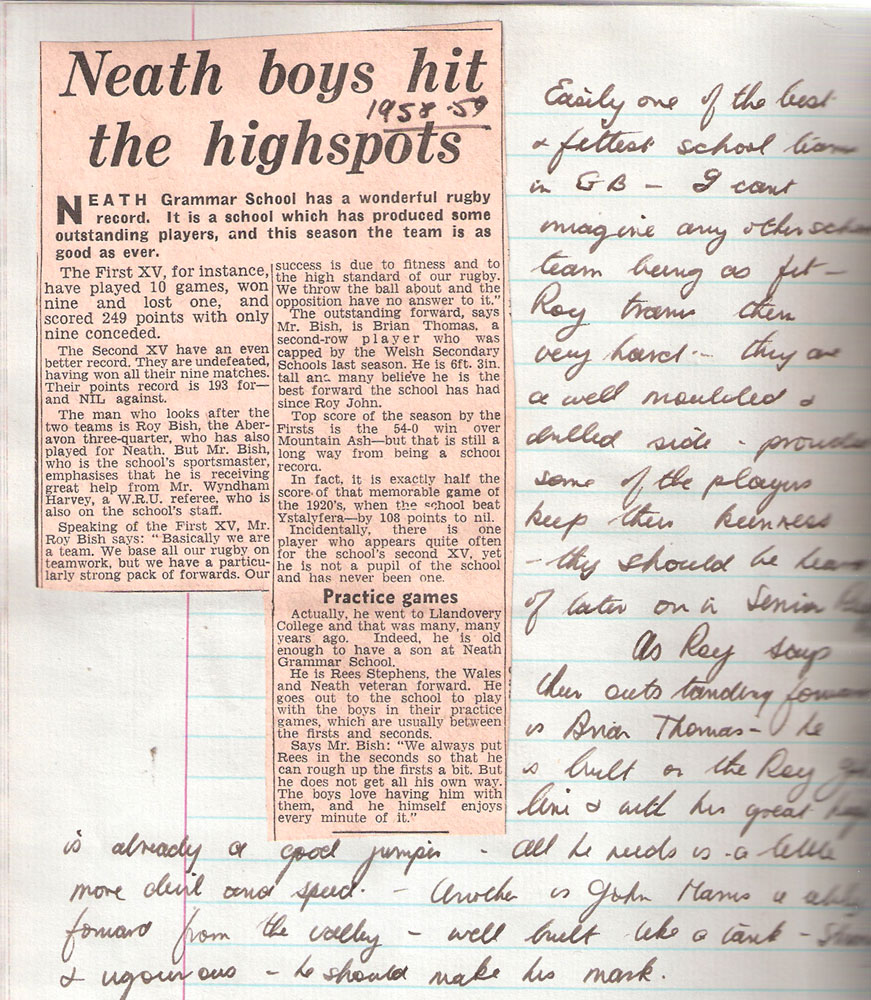 Neath boys hit
1958-59
the highspots
NEATH Grammar School has a wonderful rugby
record. It is a school which has produced some
outstanding players, and this season the team is as
good as ever.
The First XV, for instance,
have played 10 games, won
nine and lost one, and
scored 249 points with only
nine conceded.
The Second XV have an even
better record. They are undefeated,
having won all their nine matches.
Their points record is 193 for—
and NIL against.
The man who looks after the
two teams is Roy Bish, the Aber-
avon three-quarter, who has also
played for Neath. But Mr. Bish,
who is the school's sportsmaster,
emphasises that he is receiving
great help from Mr. Wyndham
Harvey, a W.R.U. referee, who is
also on the school's staff.
Speaking of the First XV, Mr.
Roy Bish says: "Basically we are
a team. We base all our rugby on
teamwork, but we have a particu-
larly strong pack of forwards. Our
success is due to fitness and to
the high standard of our rugby.
We throw the ball about and the
opposition have no answer to it."
The outstanding forward, says
Mr. Bish, is Brian Thomas, a
second-row player who was
capped by the Welsh Secondary
Schools last season. He is 6ft. 3in.
tall and many believe he is the
best forward the school has had
since Roy John.
Top score of the season by the
Firsts is the 54-0 win over
Mountain Ash—but that is still a
long way from being a school
record.
In fact, it is exactly half the
score of that memorable game of
the 1920's, when the school beat
Ystalyfera—by 108 points to nil.
Incidentally, there is one
player who appears quite often
for the school's second XV, yet
he is not a pupil of the school
and has never been one.
Practice games
Actually, he went to Llandovery
College and that was many, many
years ago. Indeed, he is old
enough to have a son at Neath
Grammar School.
He is Rees Stephens, the Wales
and Neath veteran forward. He
goes out to the school to play
with the boys in their practice
games, which are usually between
the firsts and seconds.
Says Mr. Bish: "We always put
Rees in the seconds so that he
can rough up the firsts a bit. But
he does not get all his own way.
The boys love having him with
them, and he himself enjoys
every minute of it."
Easily one of the best
& fittest school team
in GB – I cant
imagine any other
team being as fit –
Roy trains them
very hard – they are
a well moulded &
drilled side –
some of the players
keep their keenness
– they should be
of later on in Senior
As Roy says
their outstanding
is Brian Thomas – he
is built on the Roy
line & with his great
is already a good jumper – all he needs is a little
more devil and speed. – Another is John Harris a
forward from the valley – well built like a tank –
& vigourous – he should make his mark.